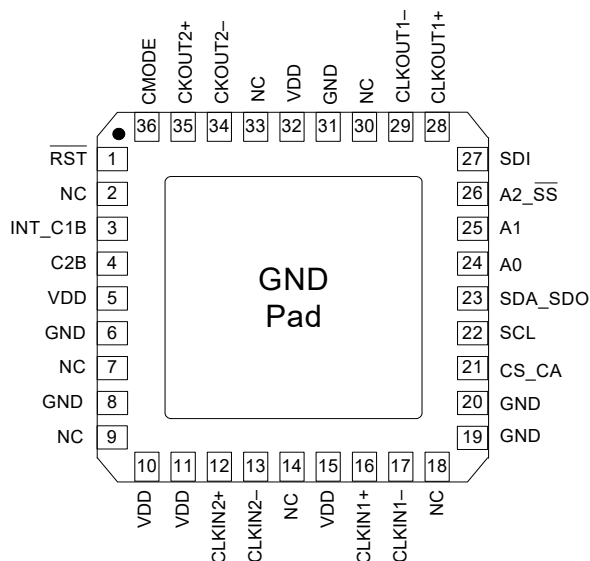 CMODE
CKOUT2+
CKOUT2–
NC
VDD
GND
NC
CLKOUT1–
CLKOUT1+
36 35 34 33 32 31 30 29 28
R̅S̅T̅ 1
NC 2
INT_C1B 3
C2B 4
VDD 5
GND 6
NC 7
GND 8
NC 9
GND
Pad
27 SDI
26 A2_S̅S̅
25 A1
24 A0
23 SDA_SDO
22 SCL
21 CS_CA
20 GND
19 GND
10 11 12 13 14 15 16 17 18
VDD
VDD
CLKIN2+
CLKIN2–
NC
VDD
CLKIN1+
CLKIN1–
NC